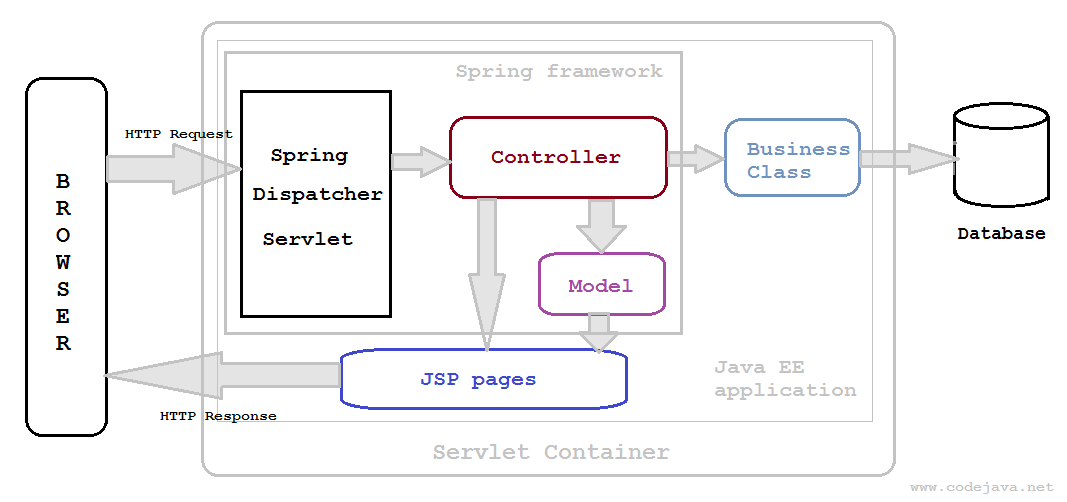 Spring framework
HTTP Request
BROWSER
Spring
Dispatcher
Servlet
Controller
Business
Class
Database
Model
JSP pages
HTTP Response
Java EE
application
Servlet Container
www.codejava.net